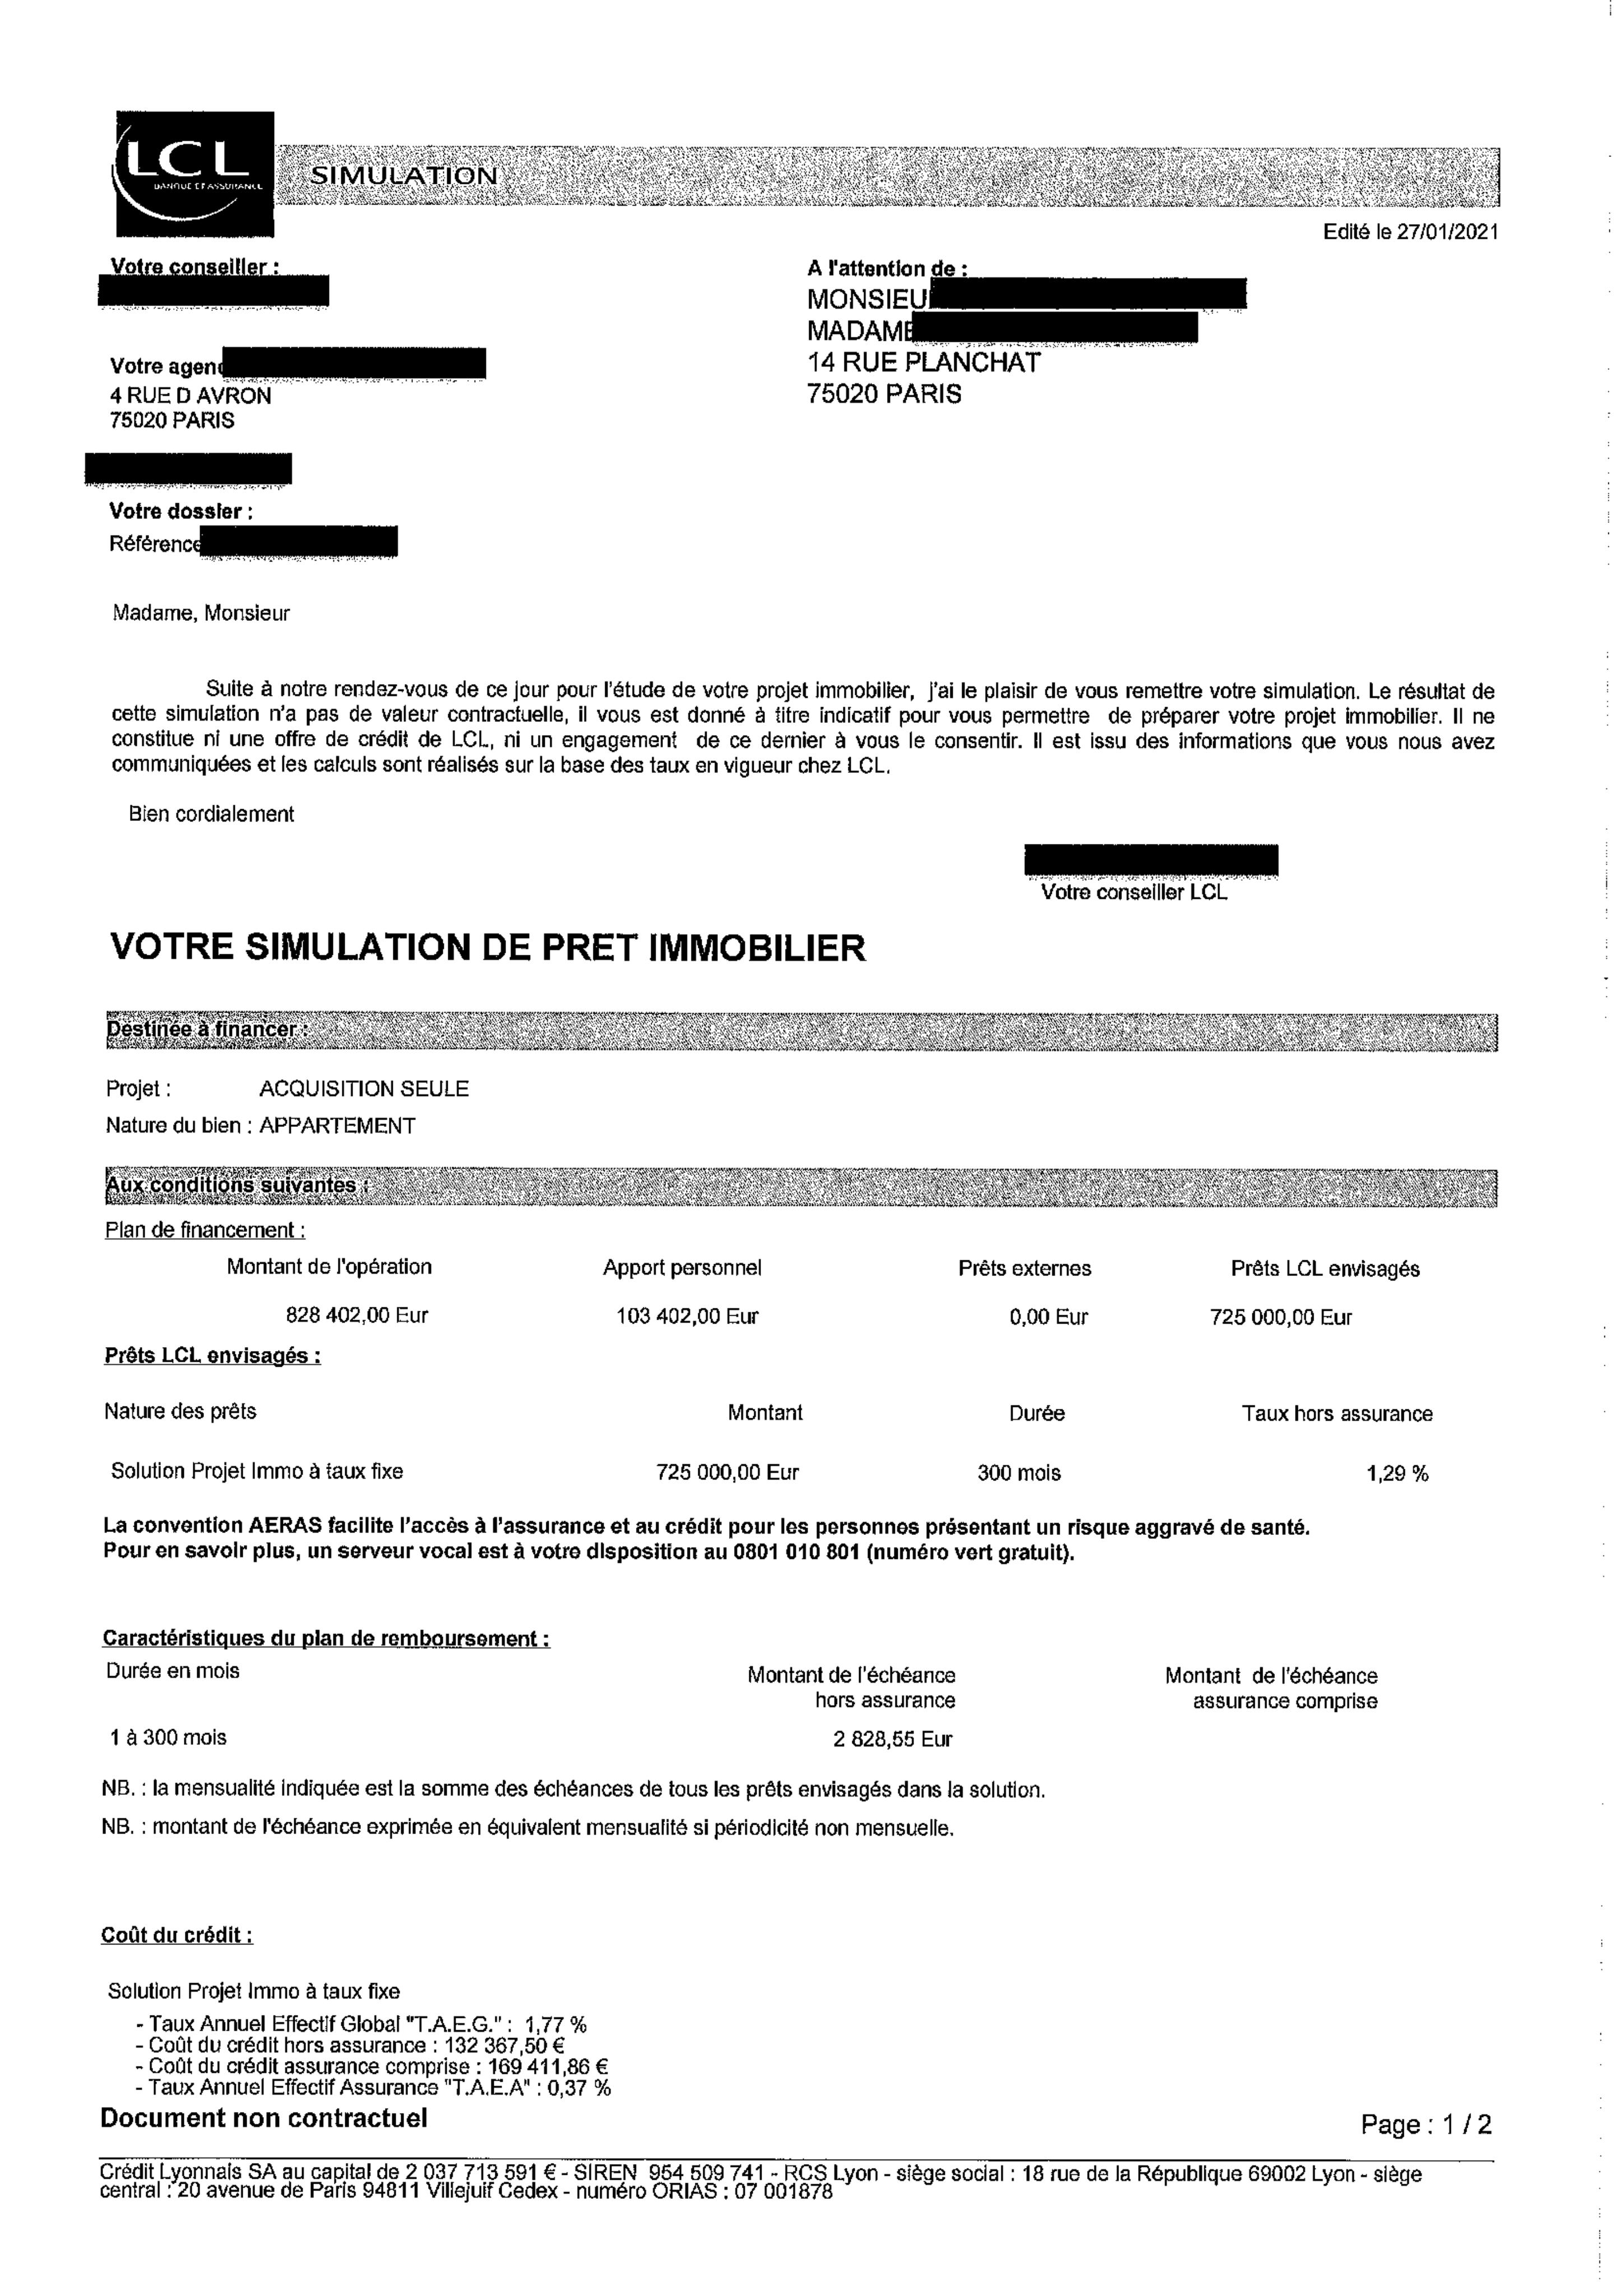 LCL
BANQUE ET ASSURANCE
SIMULATION
Edité le 27/01/2021
Votre conseiller :
A l'attention de :
MONSIEU
MADAME
14 RUE PLANCHAT
75020 PARIS
Votre agen
4 RUE D AVRON
75020 PARIS
Votre dossier :
Référence
Madame, Monsieur
Suite à notre rendez-vous de ce jour pour l'étude de votre projet immobilier, j'ai le plaisir de vous remettre votre simulation. Le résultat de
cette simulation n'a pas de valeur contractuelle, il vous est donné à titre indicatif pour vous permettre de préparer votre projet immobilier. Il ne
constitue ni une offre de crédit de LCL, ni un engagement de ce dernier à vous le consentir. Il est issu des informations que vous nous avez
communiquées et les calculs sont réalisés sur la base des taux en vigueur chez LCL.
Bien cordialement
Votre conseiller LCL
VOTRE SIMULATION DE PRET IMMOBILIER
Destinée à financer :
Projet : ACQUISITION SEULE
Nature du bien : APPARTEMENT
Aux conditions suivantes :
Plan de financement :
Montant de l'opération Apport personnel Prêts externes Prêts LCL envisagés
828 402,00 Eur 103 402,00 Eur 0,00 Eur 725 000,00 Eur
Prêts LCL envisagés :
Nature des prêts Montant Durée Taux hors assurance
Solution Projet Immo à taux fixe 725 000,00 Eur 300 mois 1,29 %
La convention AERAS facilite l'accès à l'assurance et au crédit pour les personnes présentant un risque aggravé de santé.
Pour en savoir plus, un serveur vocal est à votre disposition au 0801 010 801 (numéro vert gratuit).
Caractéristiques du plan de remboursement :
Durée en mois Montant de l'échéance Montant de l'échéance
hors assurance assurance comprise
1 à 300 mois 2 828,55 Eur
NB. : la mensualité indiquée est la somme des échéances de tous les prêts envisagés dans la solution.
NB. : montant de l'échéance exprimée en équivalent mensualité si périodicité non mensuelle.
Coût du crédit :
Solution Projet Immo à taux fixe
- Taux Annuel Effectif Global "T.A.E.G." : 1,77 %
- Coût du crédit hors assurance : 132 367,50 €
- Coût du crédit assurance comprise : 169 411,86 €
- Taux Annuel Effectif Assurance "T.A.E.A" : 0,37 %
Document non contractuel
Page : 1 / 2
Crédit Lyonnais SA au capital de 2 037 713 591 € - SIREN 954 509 741 - RCS Lyon - siège social : 18 rue de la République 69002 Lyon - siège
central : 20 avenue de Paris 94811 Villejuif Cedex - numéro ORIAS : 07 001878